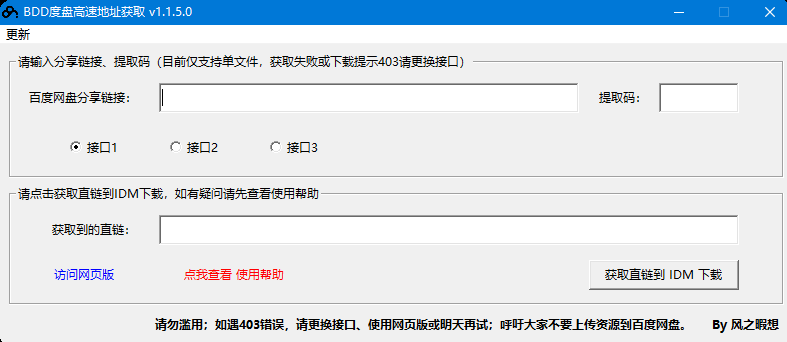 BDD度盘高速地址获取 v1.1.5.0
更新
请输入分享链接、提取码（目前仅支持单文件，获取失败或下载提示403请更换接口）
百度网盘分享链接： 提取码：
接口1 接口2 接口3
请点击获取直链到IDM下载，如有疑问请先查看使用帮助
获取到的直链：
访问网页版 点我查看 使用帮助 获取直链到 IDM 下载
请勿滥用；如遇403错误，请更换接口、使用网页版或明天再试；呼吁大家不要上传资源到百度网盘。 By 风之暇想